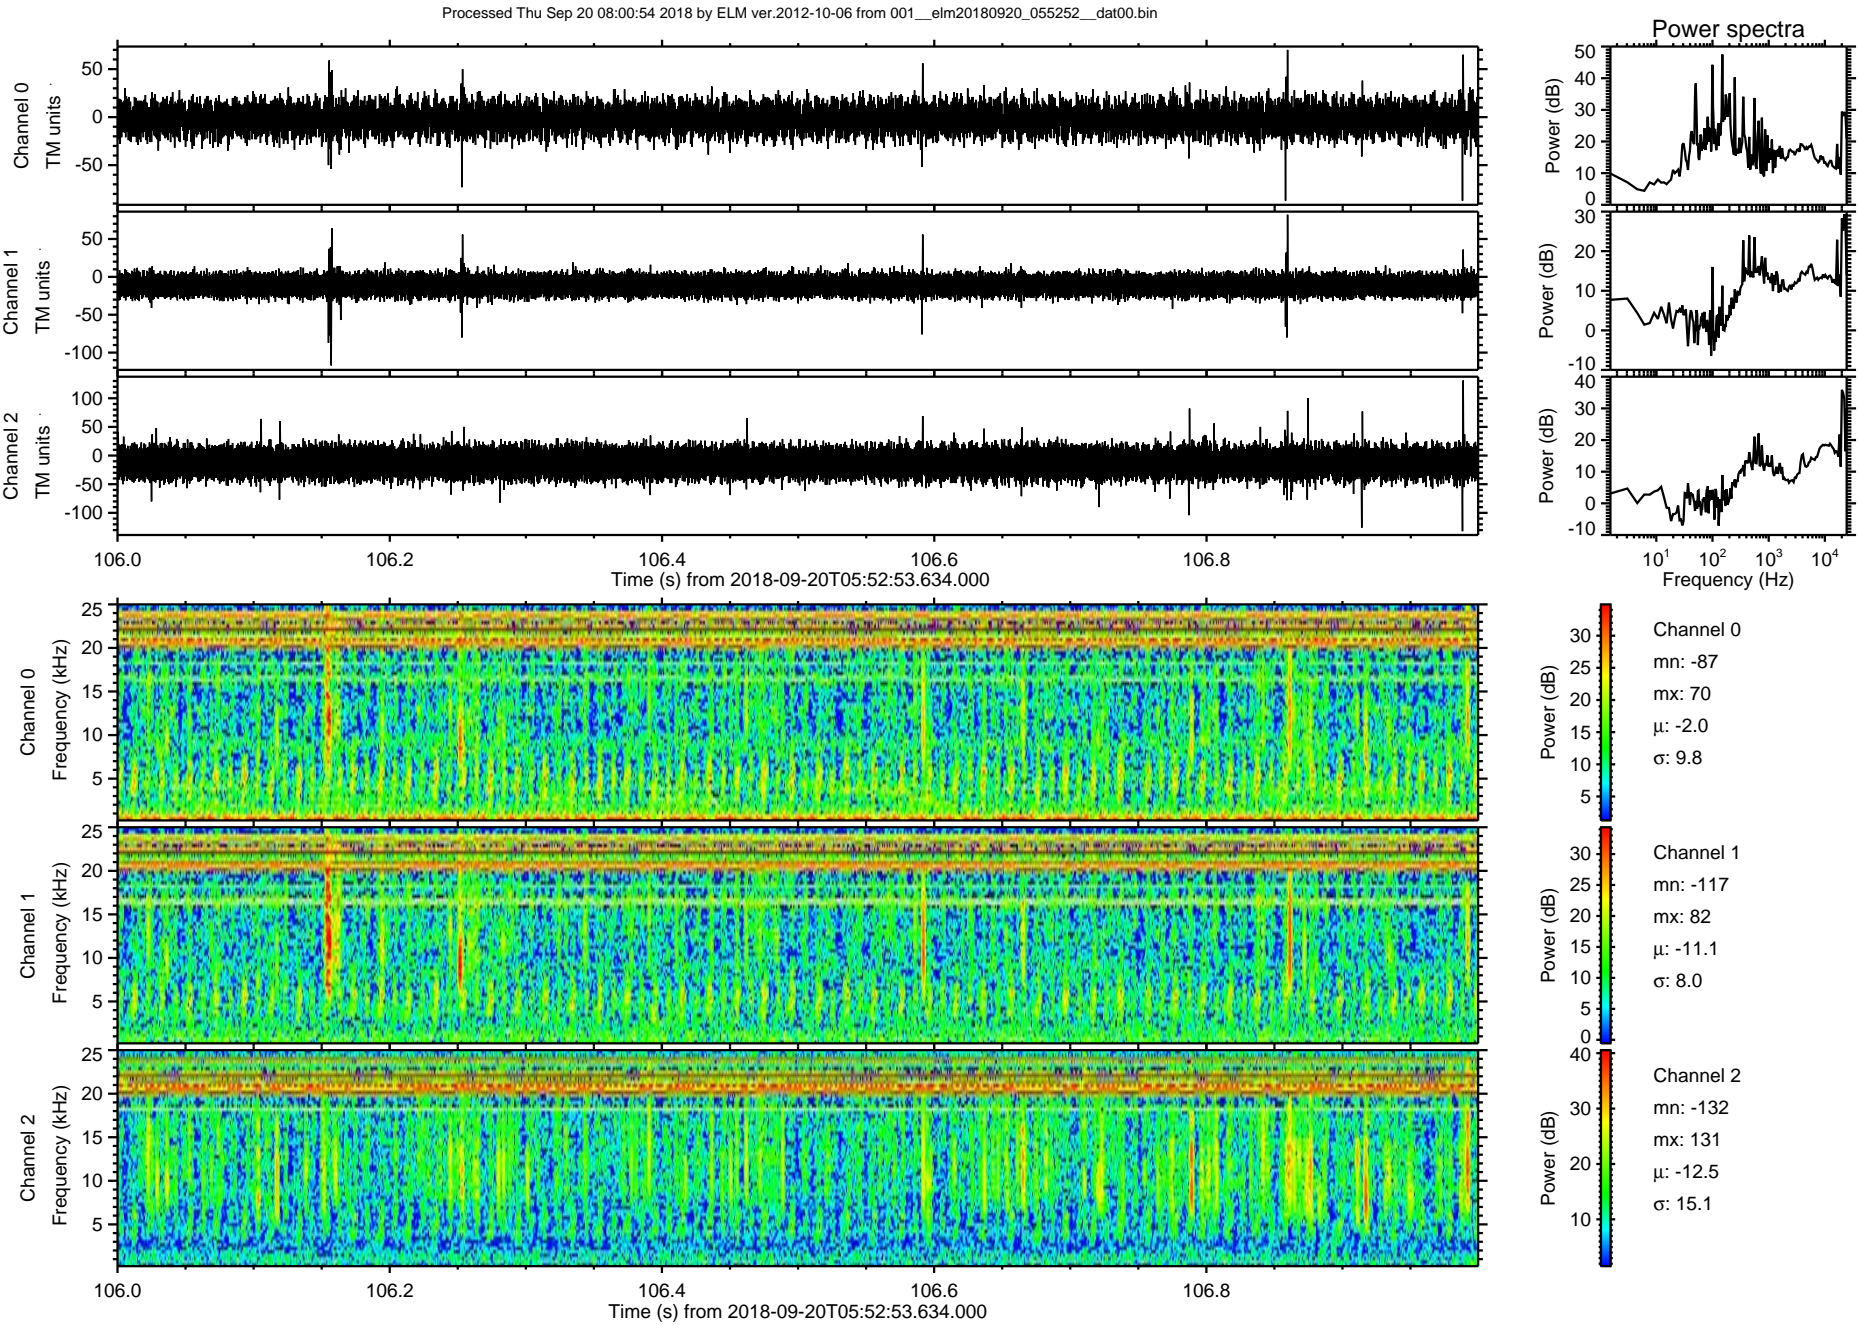 Processed Thu Sep 20 08:00:54 2018 by ELM ver.2012-10-06 from 001__elm20180920_055252__dat00.bin
Power spectra
Channel 0
TM units
50
0
-50
Power (dB)
50
40
30
20
10
0
Channel 1
TM units
50
0
-50
-100
Power (dB)
30
20
10
0
-10
Channel 2
TM units
100
50
0
-50
-100
Power (dB)
40
30
20
10
0
-10
106.0 106.2 106.4 106.6 106.8
Time (s) from 2018-09-20T05:52:53.634.000
10^1 10^2 10^3 10^4
Frequency (Hz)
Channel 0
Frequency (kHz)
25
20
15
10
5
Power (dB)
30
25
20
15
10
5
Channel 0
mn: -87
mx: 70
μ: -2.0
σ: 9.8
Channel 1
Frequency (kHz)
25
20
15
10
5
Power (dB)
30
25
20
15
10
5
0
Channel 1
mn: -117
mx: 82
μ: -11.1
σ: 8.0
Channel 2
Frequency (kHz)
25
20
15
10
5
Power (dB)
40
30
20
10
Channel 2
mn: -132
mx: 131
μ: -12.5
σ: 15.1
106.0 106.2 106.4 106.6 106.8
Time (s) from 2018-09-20T05:52:53.634.000